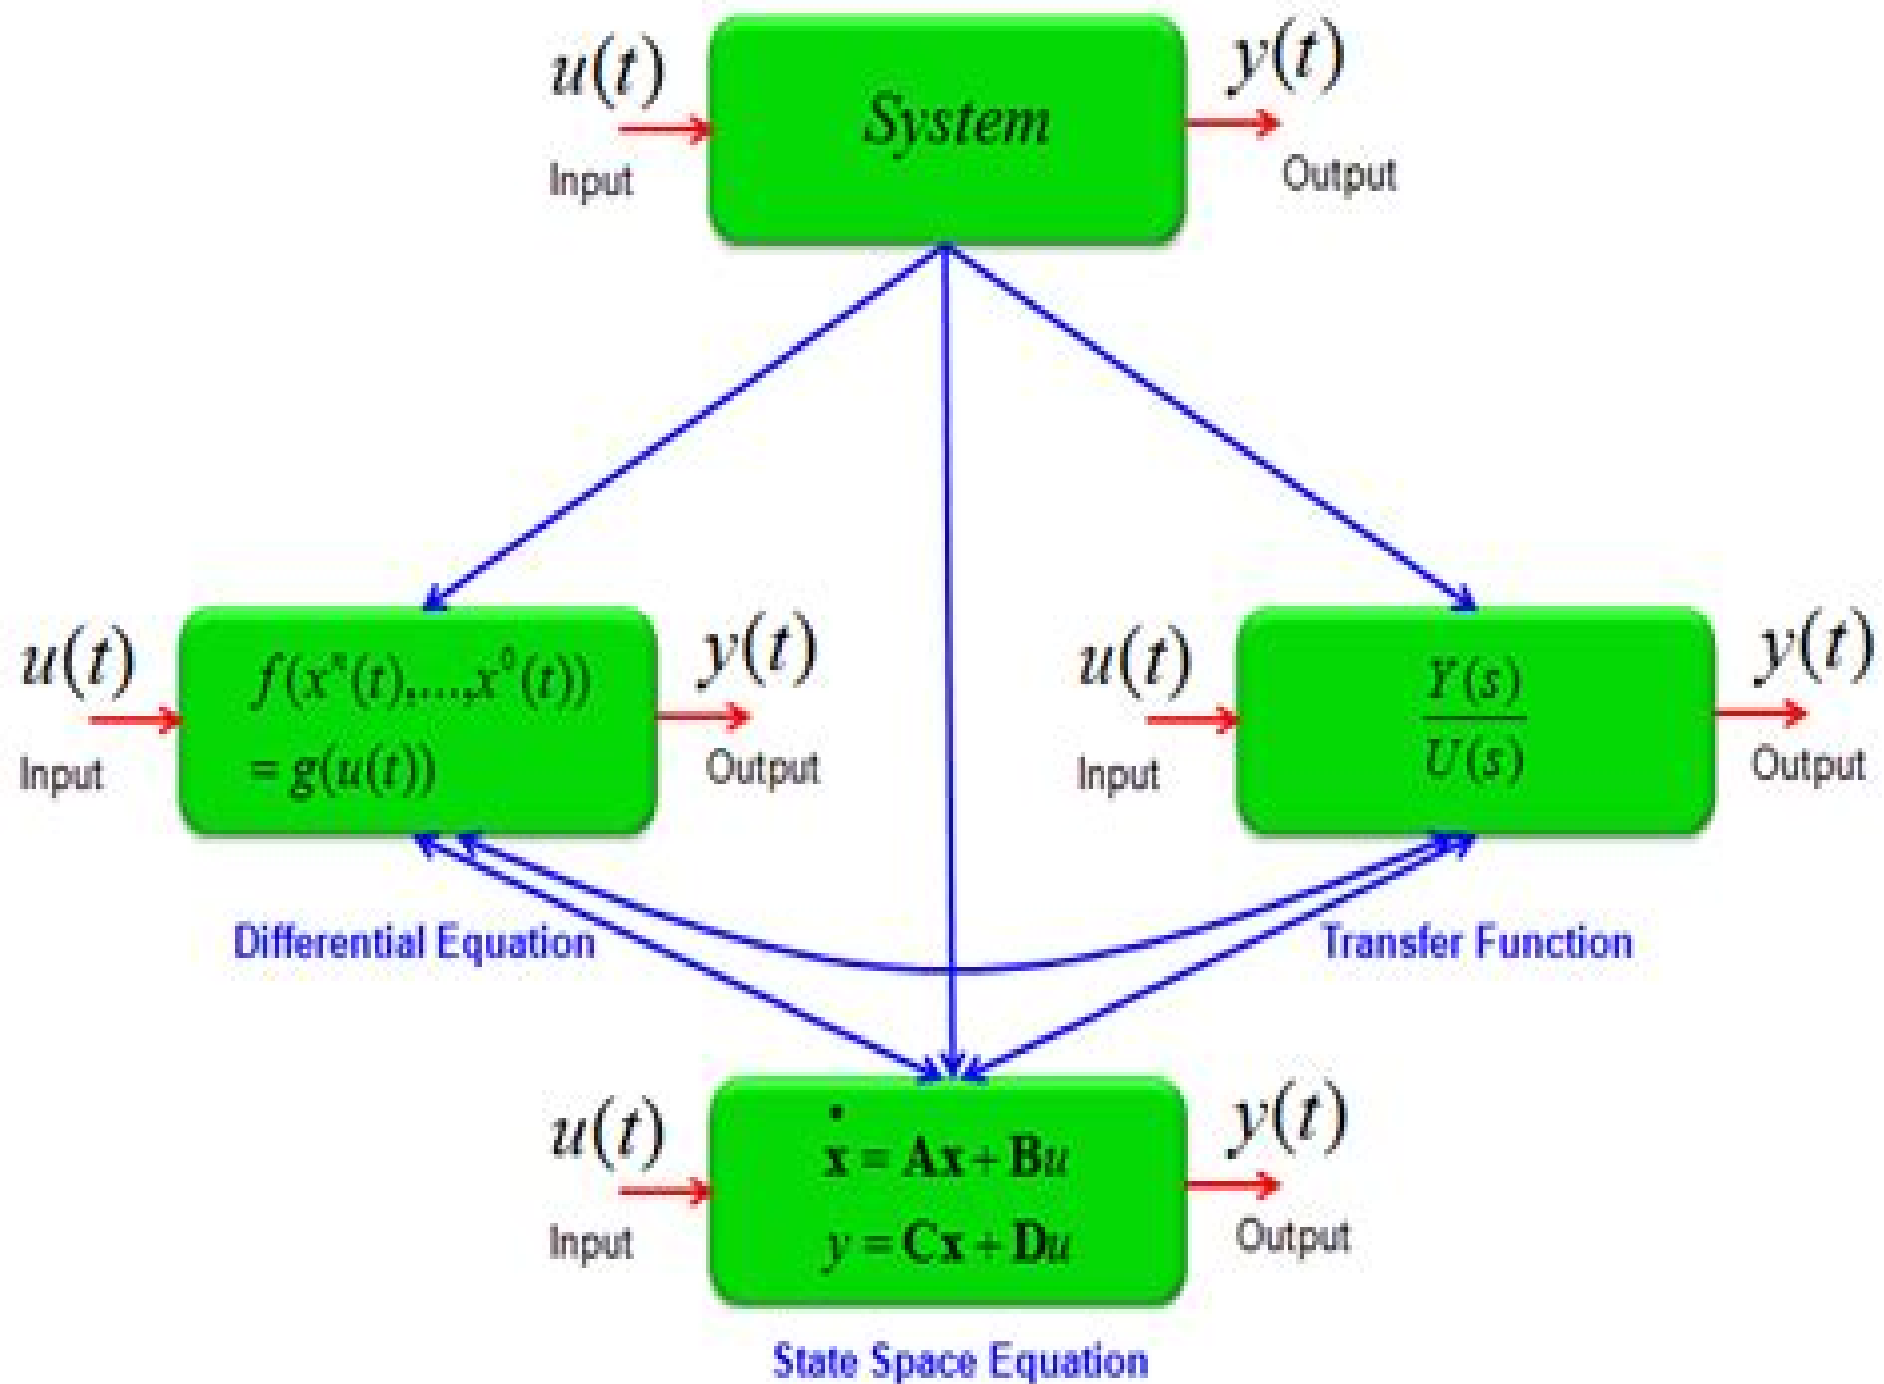 u(t)
Input
System
y(t)
Output
u(t)
Input
f(xⁿ(t),...,x⁰(t))
= g(u(t))
y(t)
Output
u(t)
Input
Y(s)
U(s)
y(t)
Output
Differential Equation
Transfer Function
u(t)
Input
ẋ = Ax + Bu
y = Cx + Du
y(t)
Output
State Space Equation